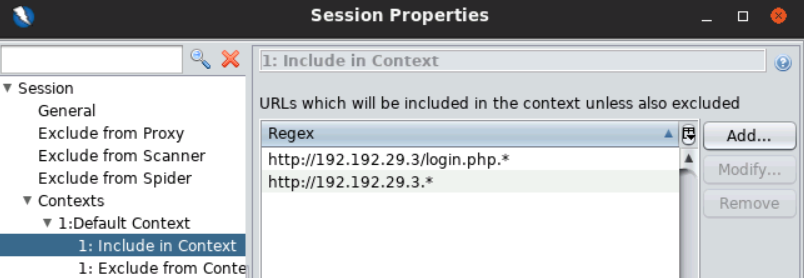 Session Properties
Session
General
Exclude from Proxy
Exclude from Scanner
Exclude from Spider
Contexts
1:Default Context
1: Include in Context
1: Exclude from Conte
1: Include in Context
URLs which will be included in the context unless also excluded
Regex
http://192.192.29.3/login.php.*
http://192.192.29.3.*
Add...
Modify...
Remove